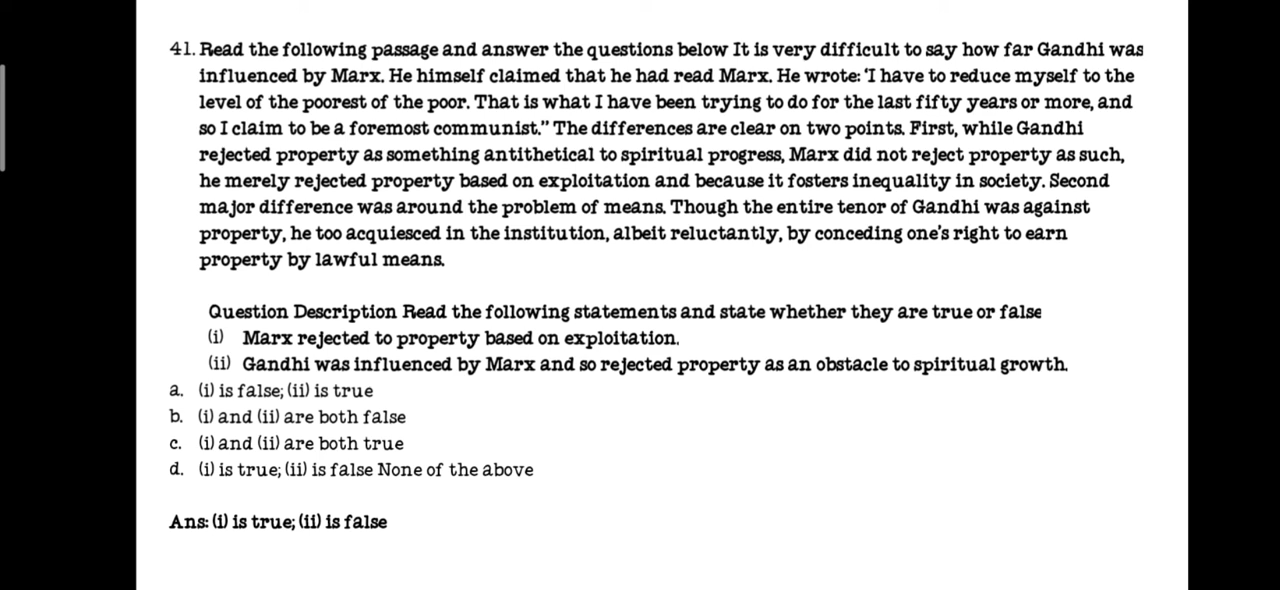 41. Read the following passage and answer the questions below It is very difficult to say how far Gandhi was
influenced by Marx. He himself claimed that he had read Marx. He wrote: 'I have to reduce myself to the
level of the poorest of the poor. That is what I have been trying to do for the last fifty years or more, and
so I claim to be a foremost communist." The differences are clear on two points. First, while Gandhi
rejected property as something antithetical to spiritual progress, Marx did not reject property as such,
he merely rejected property based on exploitation and because it fosters inequality in society. Second
major difference was around the problem of means. Though the entire tenor of Gandhi was against
property, he too acquiesced in the institution, albeit reluctantly, by conceding one's right to earn
property by lawful means.
Question Description Read the following statements and state whether they are true or false
(i) Marx rejected to property based on exploitation.
(ii) Gandhi was influenced by Marx and so rejected property as an obstacle to spiritual growth.
a. (i) is false; (ii) is true
b. (i) and (ii) are both false
c. (i) and (ii) are both true
d. (i) is true; (ii) is false None of the above
Ans: (i) is true; (ii) is false